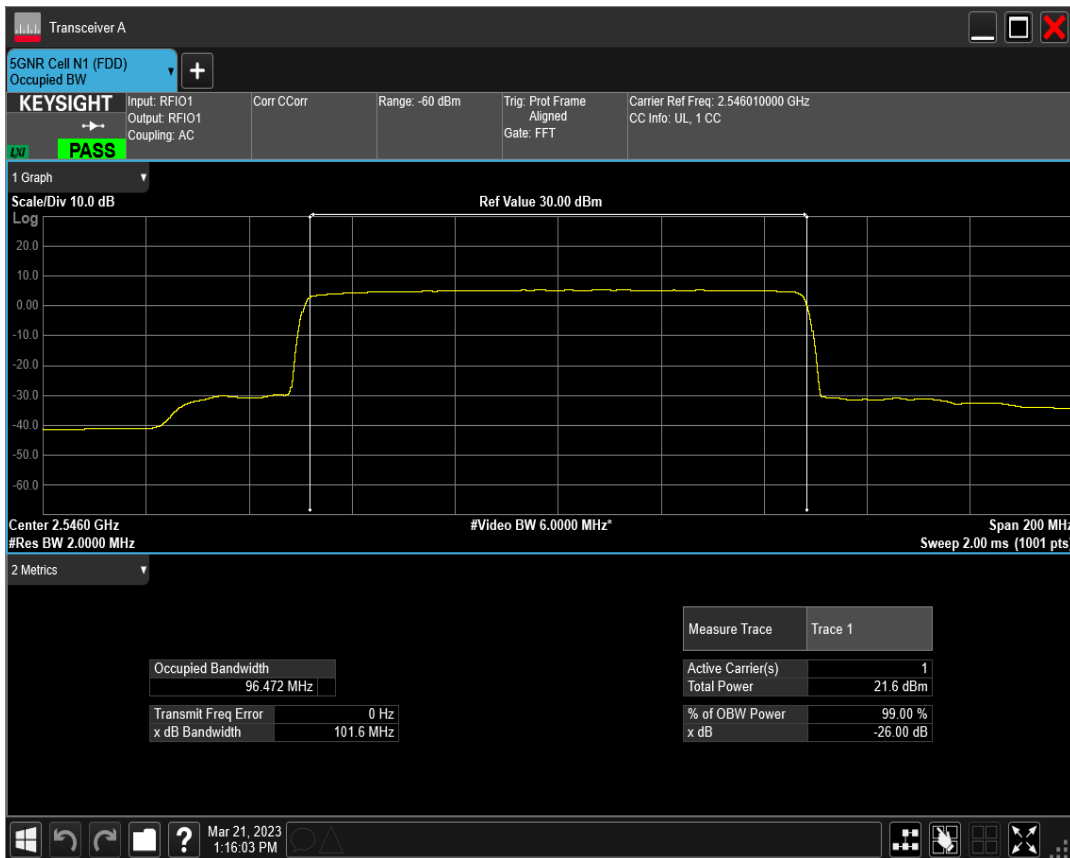 Transceiver A
5GNR Cell N1 (FDD)
Occupied BW
+
KEYSIGHT
LXI
PASS
Input: RFIO1
Output: RFIO1
Coupling: AC
Corr CCorr
Range: -60 dBm
Trig: Prot Frame
Aligned
Gate: FFT
Carrier Ref Freq: 2.546010000 GHz
CC Info: UL, 1 CC
1 Graph
Scale/Div 10.0 dB
Ref Value 30.00 dBm
Log
20.0
10.0
0.00
-10.0
-20.0
-30.0
-40.0
-50.0
-60.0
Center 2.5460 GHz
#Video BW 6.0000 MHz*
Span 200 MHz
#Res BW 2.0000 MHz
Sweep 2.00 ms (1001 pts)
2 Metrics
Measure Trace Trace 1
Occupied Bandwidth
96.472 MHz
Active Carrier(s) 1
Total Power 21.6 dBm
Transmit Freq Error 0 Hz
x dB Bandwidth 101.6 MHz
% of OBW Power 99.00 %
x dB -26.00 dB
?
Mar 21, 2023
1:16:03 PM